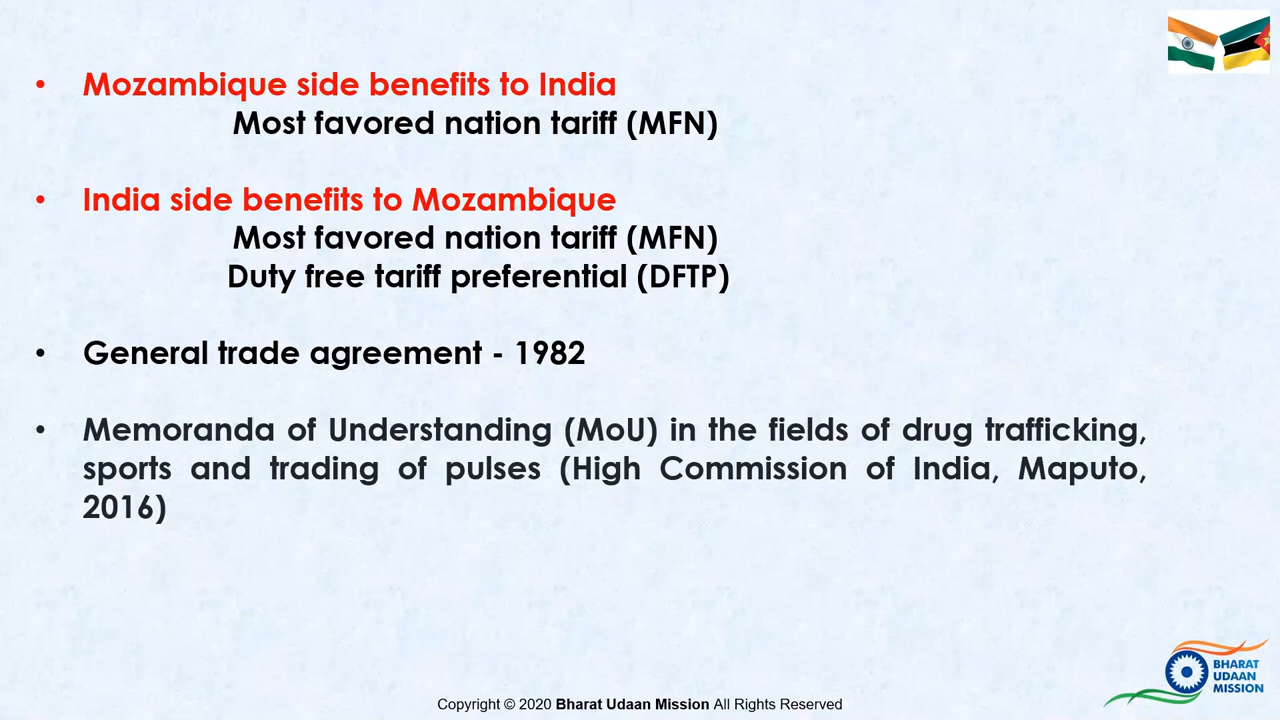 • Mozambique side benefits to India
Most favored nation tariff (MFN)
• India side benefits to Mozambique
Most favored nation tariff (MFN)
Duty free tariff preferential (DFTP)
• General trade agreement - 1982
• Memoranda of Understanding (MoU) in the fields of drug trafficking,
sports and trading of pulses (High Commission of India, Maputo,
2016)
BHARAT
UDAAN
MISSION
Copyright © 2020 Bharat Udaan Mission All Rights Reserved